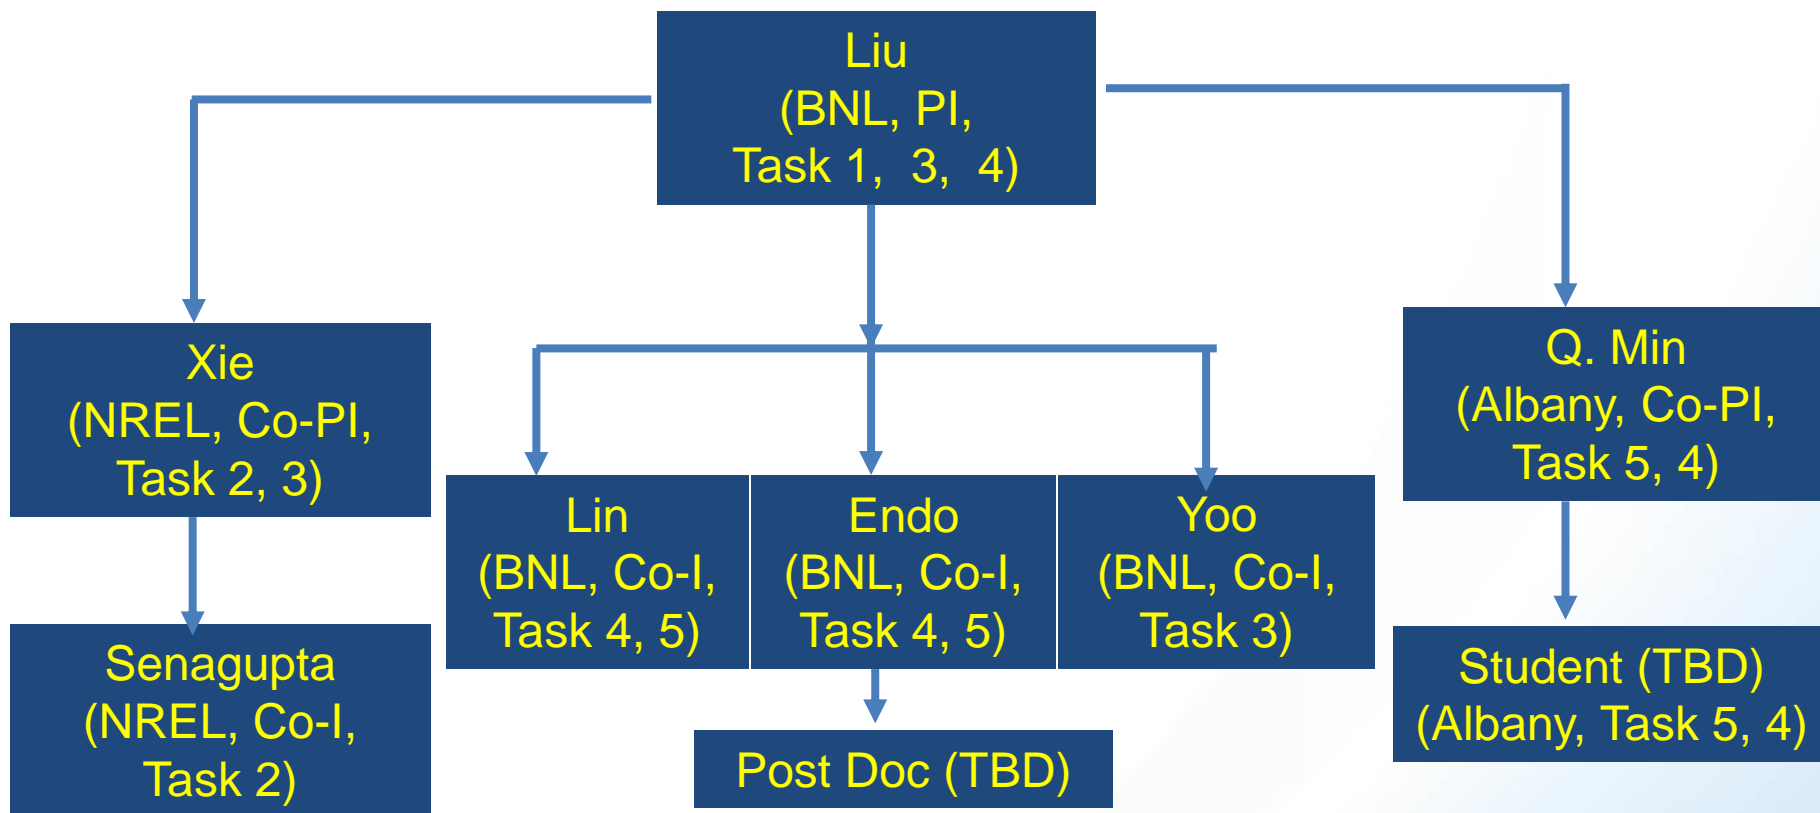 Liu
(BNL, PI,
Task 1, 3, 4)
Xie
(NREL, Co-PI,
Task 2, 3)
Q. Min
(Albany, Co-PI,
Task 5, 4)
Lin
(BNL, Co-I,
Task 4, 5)
Endo
(BNL, Co-I,
Task 4, 5)
Yoo
(BNL, Co-I,
Task 3)
Senagupta
(NREL, Co-I,
Task 2)
Post Doc (TBD)
Student (TBD)
(Albany, Task 5, 4)